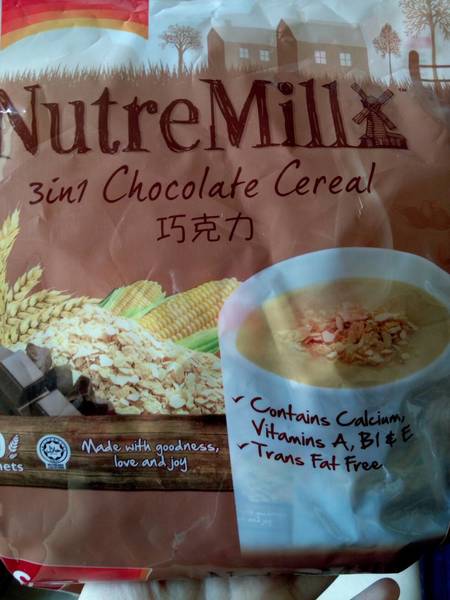 NutreMill
3in1 Chocolate Cereal
巧克力
✓ Contains Calcium,
Vitamins A, B1 & E
✓ Trans Fat Free
Made with goodness,
love and joy